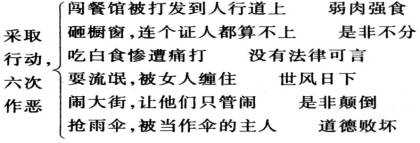 采取行动，六次作恶
闯餐馆被打发到人行道上 弱肉强食
砸橱窗，连个证人都算不上 是非不分
吃白食惨遭痛打 没有法律可言
耍流氓，被女人缠住 世风日下
闹大街，让他们只管闹 是非颠倒
抢雨伞，被当作伞的主人 道德败坏